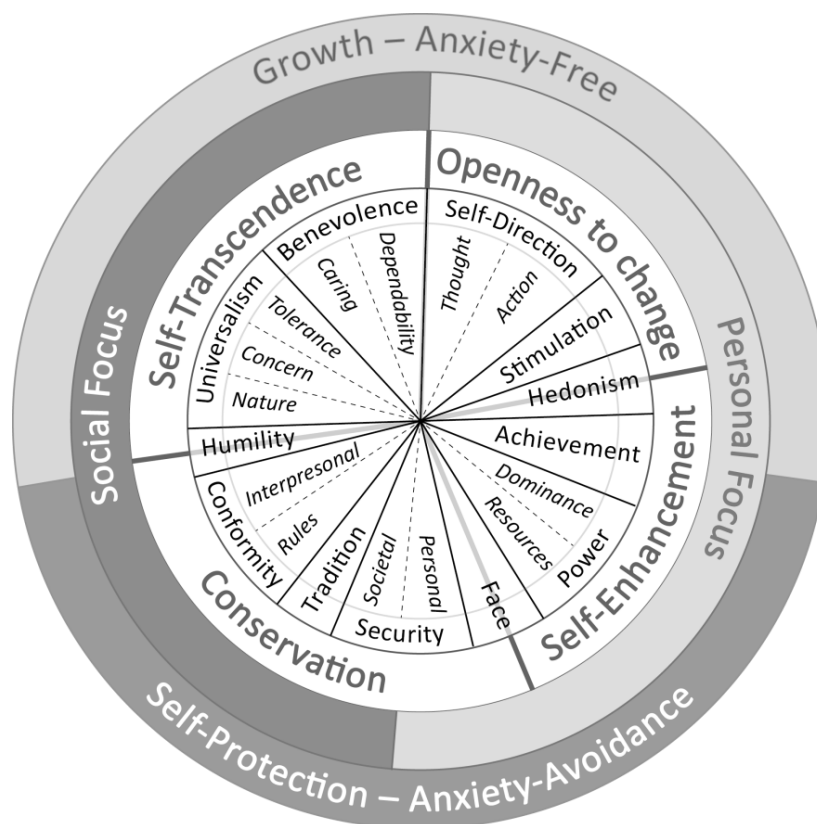 Growth – Anxiety-Free
Personal Focus
Self-Protection – Anxiety-Avoidance
Social Focus
Self-Transcendence
Openness to change
Self-Enhancement
Conservation
Benevolence
Caring
Dependability
Self-Direction
Thought
Action
Stimulation
Hedonism
Achievement
Dominance
Resources
Power
Face
Personal
Societal
Security
Tradition
Rules
Interpresonal
Conformity
Humility
Nature
Concern
Tolerance
Universalism